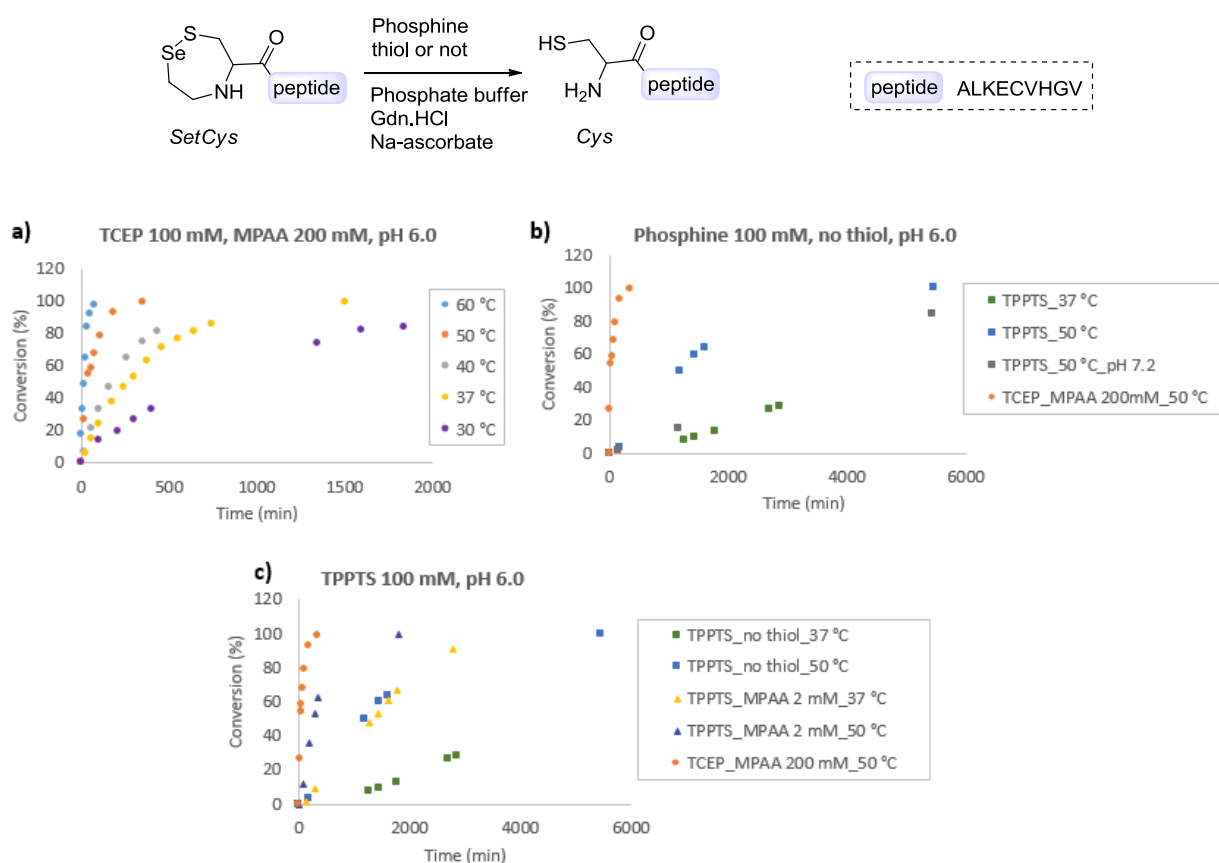 Phosphine
thiol or not
Phosphate buffer
Gdn.HCl
Na-ascorbate
S
Se
NH
O
peptide
SetCys
HS
H2N
O
peptide
Cys
peptide ALKECVHGV
a) TCEP 100 mM, MPAA 200 mM, pH 6.0
Conversion (%)
120
100
80
60
40
20
0
0 500 1000 1500 2000
Time (min)
60 °C
50 °C
40 °C
37 °C
30 °C
b) Phosphine 100 mM, no thiol, pH 6.0
Conversion (%)
120
100
80
60
40
20
0
0 2000 4000 6000
Time (min)
TPPTS_37 °C
TPPTS_50 °C
TPPTS_50 °C_pH 7.2
TCEP_MPAA 200mM_50 °C
c) TPPTS 100 mM, pH 6.0
Conversion (%)
120
100
80
60
40
20
0
0 2000 4000 6000
Time (min)
TPPTS_no thiol_37 °C
TPPTS_no thiol_50 °C
TPPTS_MPAA 2 mM_37 °C
TPPTS_MPAA 2 mM_50 °C
TCEP_MPAA 200 mM_50 °C